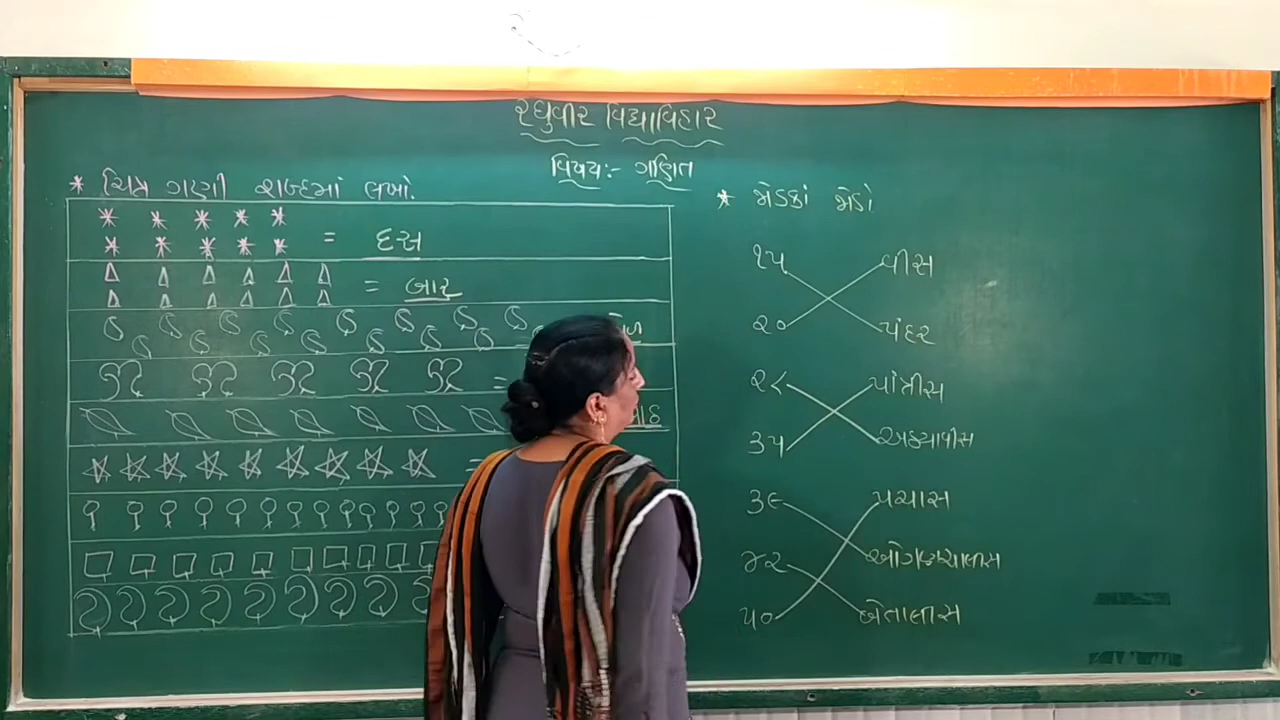 રઘુવીર વિદ્યાવિહાર
વિષય:- ગણિત
* ચિત્ર ગણી શબ્દમાં લખો.
= દસ
= બાર
=
આઠ
=
* જોડકાં જોડો
૧૫ વીસ
૨૦ પંદર
૨૮ પાંત્રીસ
૩૫ અઠ્યાવીસ
૩૯ પચાસ
૪૨ ઓગણચાલીસ
૫૦ બેતાલીસ